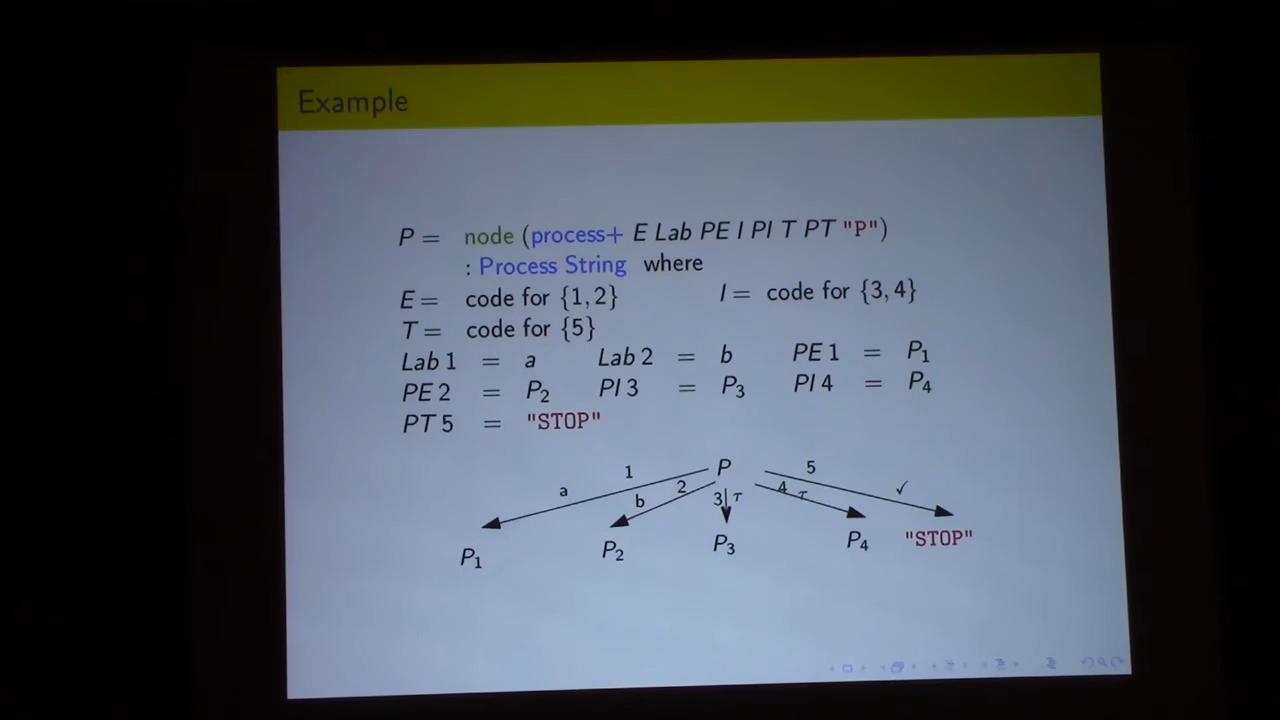 Example
P = node (process+ E Lab PE I PI T PT "P")
: Process String where
E = code for {1, 2} I = code for {3, 4}
T = code for {5}
Lab 1 = a Lab 2 = b PE 1 = P₁
PE 2 = P₂ PI 3 = P₃ PI 4 = P₄
PT 5 = "STOP"
P
1 5
a 2 4 ✓
b 3 τ τ
P₁ P₂ P₃ P₄ "STOP"